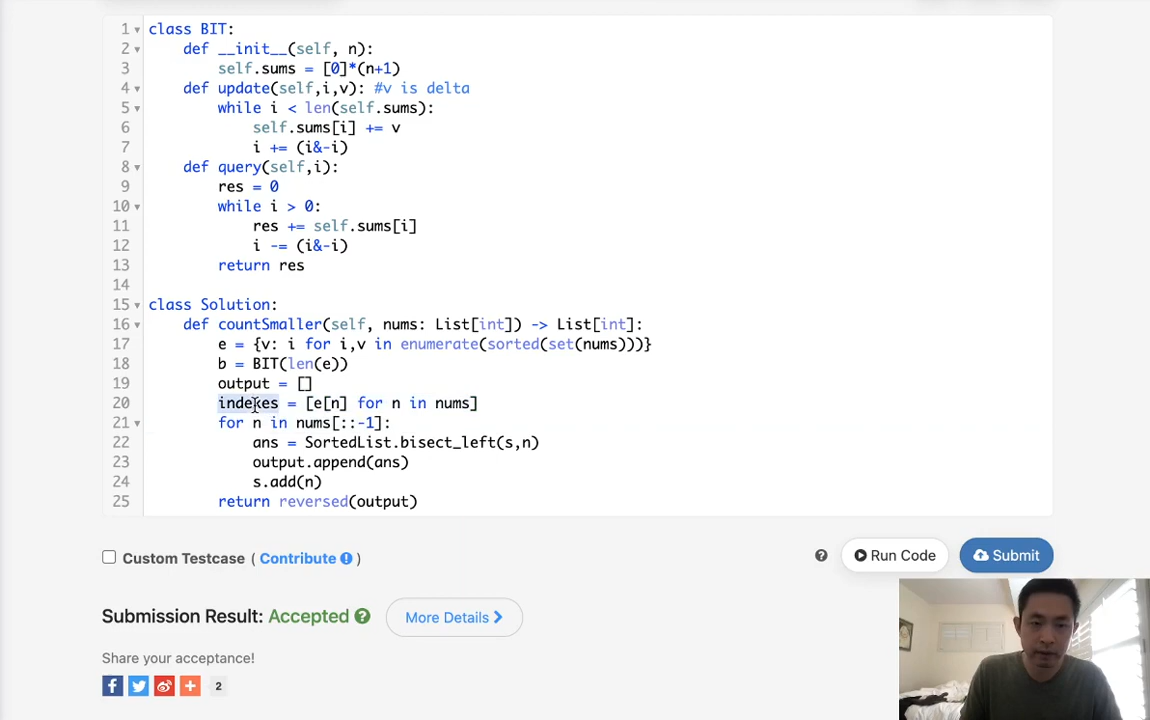 1 class BIT:
2 def __init__(self, n):
3 self.sums = [0]*(n+1)
4 def update(self,i,v): #v is delta
5 while i < len(self.sums):
6 self.sums[i] += v
7 i += (i&-i)
8 def query(self,i):
9 res = 0
10 while i > 0:
11 res += self.sums[i]
12 i -= (i&-i)
13 return res
14
15 class Solution:
16 def countSmaller(self, nums: List[int]) -> List[int]:
17 e = {v: i for i,v in enumerate(sorted(set(nums)))}
18 b = BIT(len(e))
19 output = []
20 indexes = [e[n] for n in nums]
21 for n in nums[::-1]:
22 ans = SortedList.bisect_left(s,n)
23 output.append(ans)
24 s.add(n)
25 return reversed(output)
Custom Testcase ( Contribute ! ) ? Run Code Submit
Submission Result: Accepted ? More Details
Share your acceptance!
2